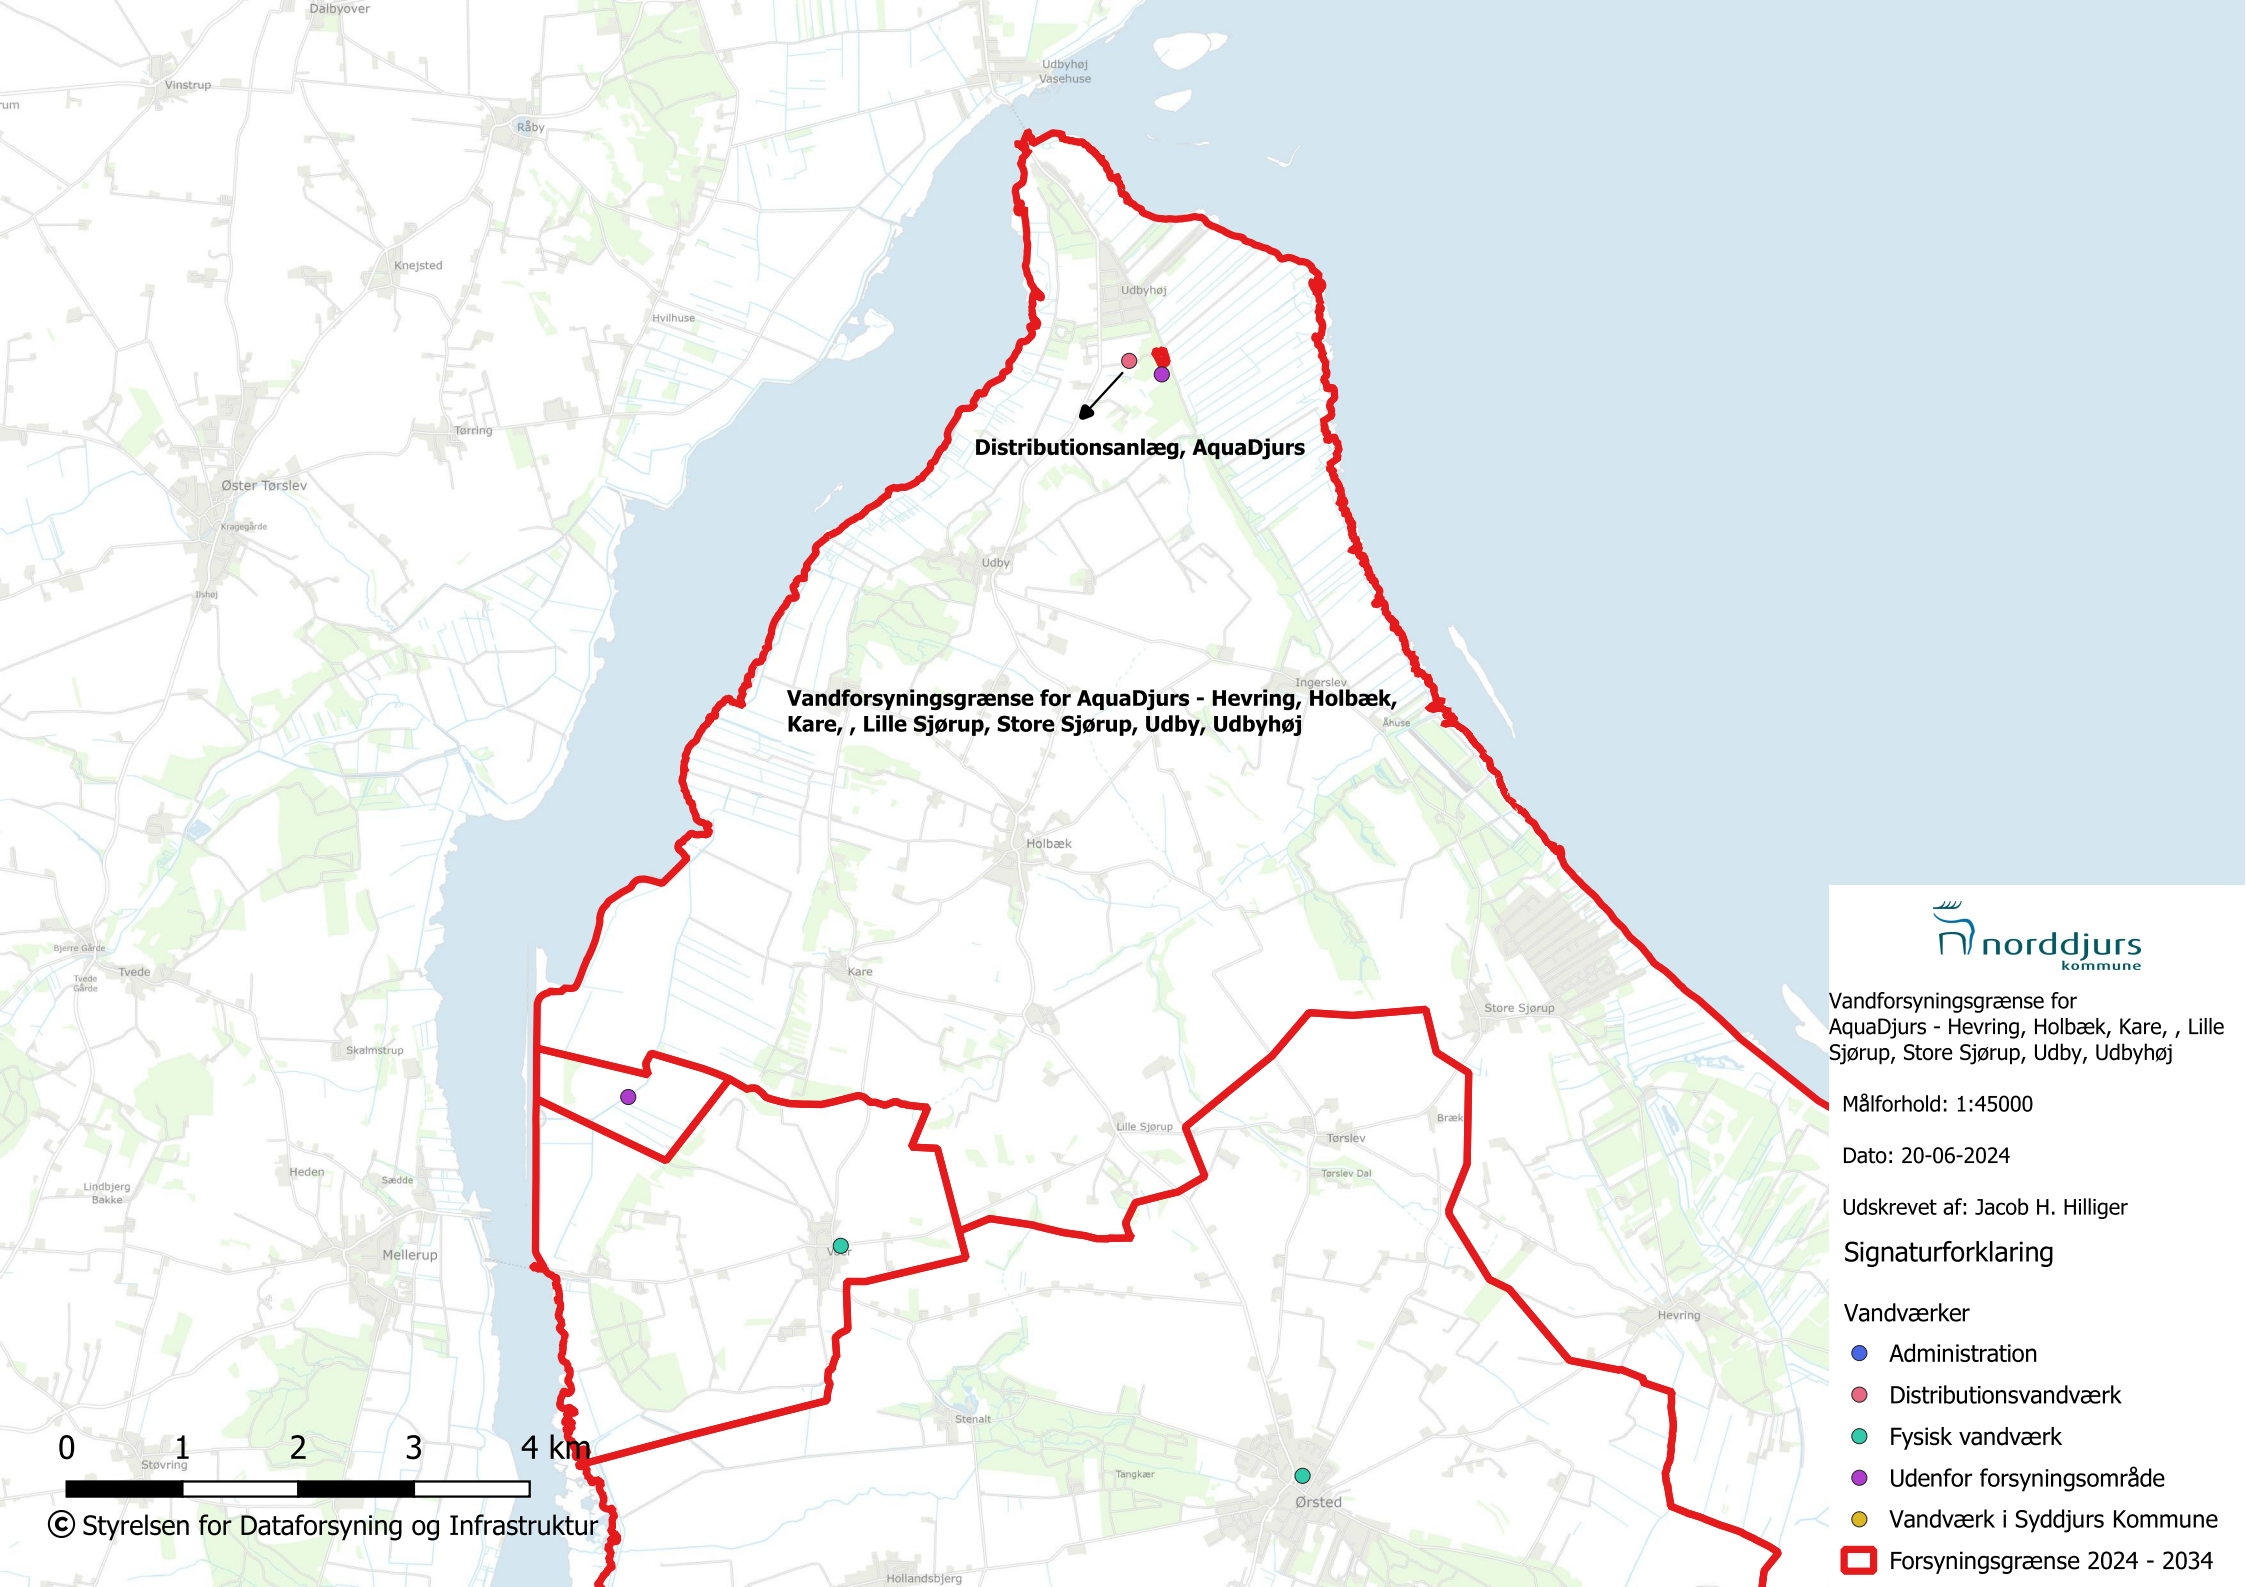 Dalbyover
Udbyhøj
Vasehuse
Vinstrup
rum
Råby
Knejsted
Udbyhøj
Hvilhuse
Tørring
Distributionsanlæg, AquaDjurs
Øster Tørslev
Kragegårde
Udby
Ilshøj
Ingerslev
Vandforsyningsgrænse for AquaDjurs - Hevring, Holbæk,
Kare, , Lille Sjørup, Store Sjørup, Udby, Udbyhøj
Åhuse
Holbæk
Bjerre Gårde
Tvede
Tvede
Gårde
Kare
Store Sjørup
Skalmstrup
Bræk
Lille Sjørup
Tørslev
Tørslev Dal
Heden
Sædde
Lindbjerg
Bakke
Mellerup
Hevring
Stenalt
Støvring
Tangkær
Ørsted
Hollandsbjerg
0 1 2 3 4 km
© Styrelsen for Dataforsyning og Infrastruktur
norddjurs
kommune
Vandforsyningsgrænse for
AquaDjurs - Hevring, Holbæk, Kare, , Lille
Sjørup, Store Sjørup, Udby, Udbyhøj
Målforhold: 1:45000
Dato: 20-06-2024
Udskrevet af: Jacob H. Hilliger
Signaturforklaring
Vandværker
Administration
Distributionsvandværk
Fysisk vandværk
Udenfor forsyningsområde
Vandværk i Syddjurs Kommune
Forsyningsgrænse 2024 - 2034